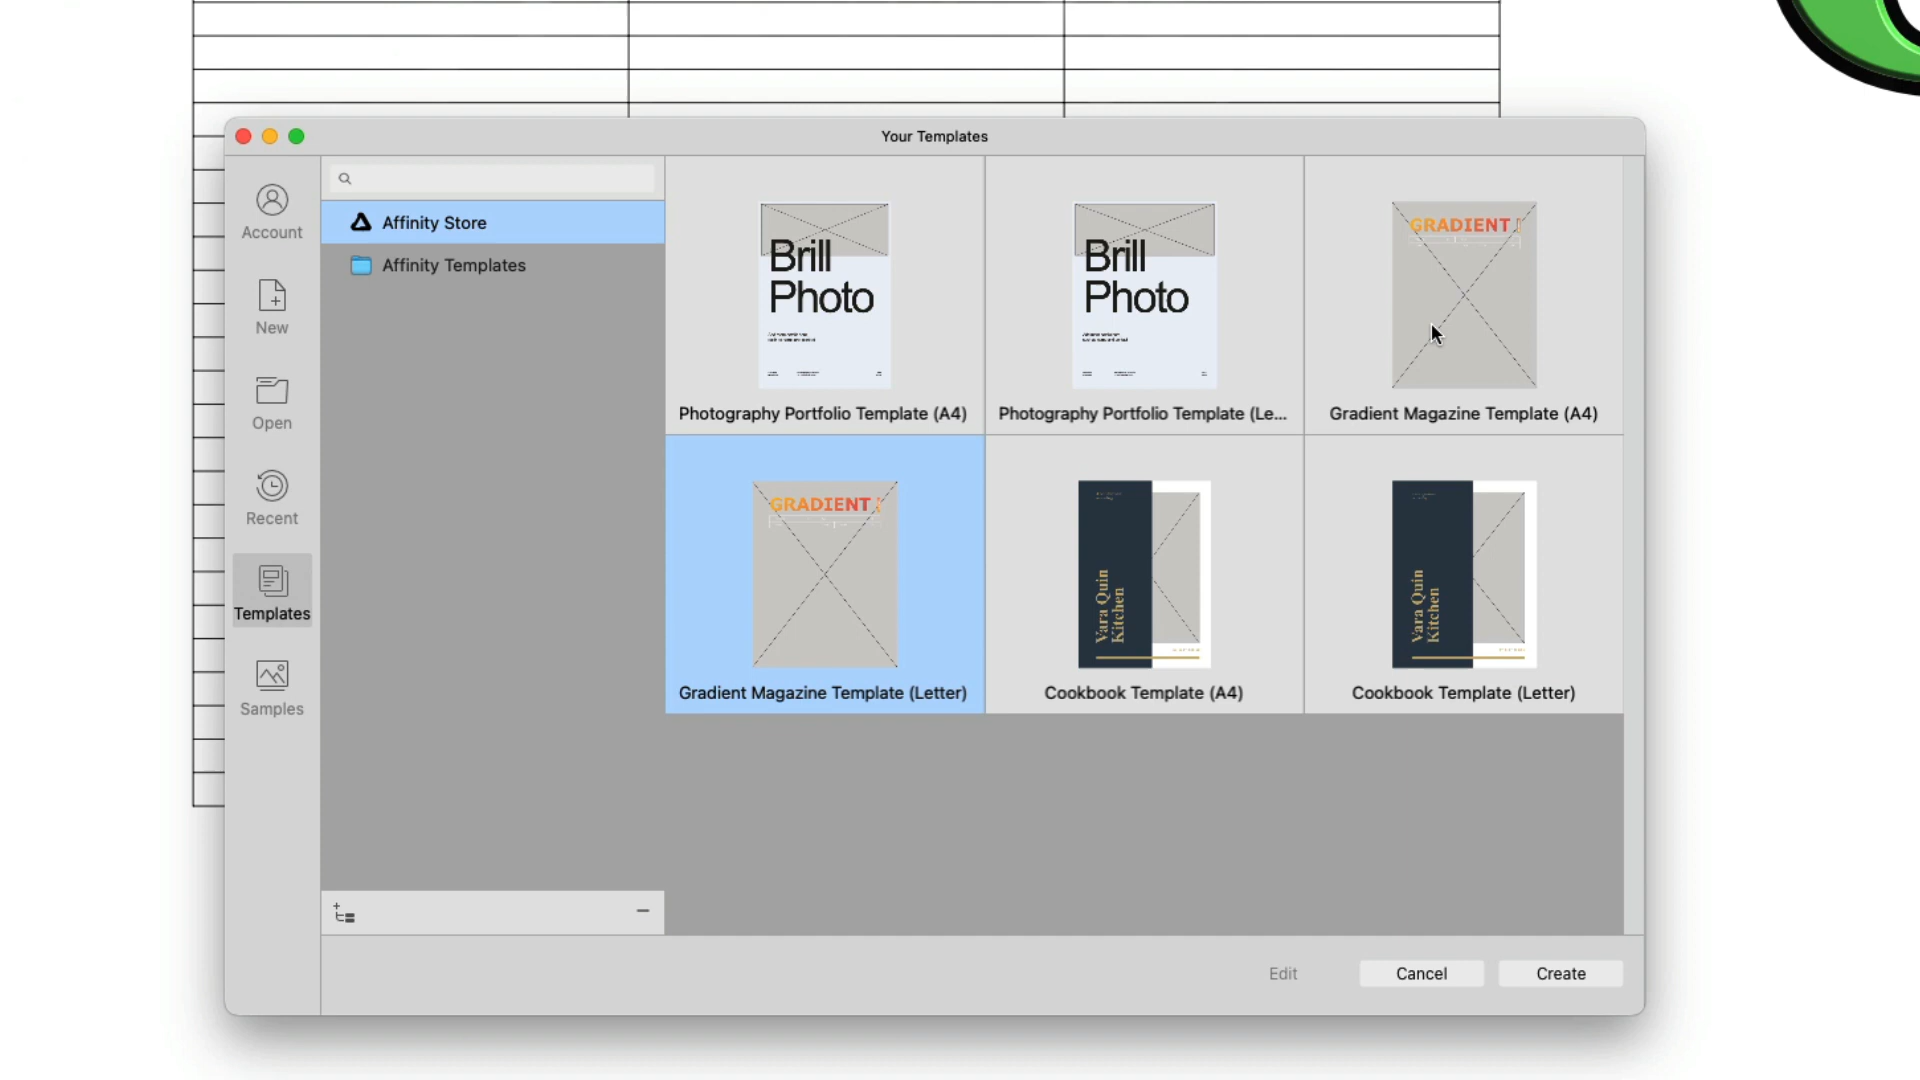 Your Templates
Account
New
Open
Recent
Templates
Samples
Affinity Store
Affinity Templates
Brill
Photo
Photography Portfolio Template (A4)
Brill
Photo
Photography Portfolio Template (Le...
GRADIENT
Gradient Magazine Template (A4)
GRADIENT
Gradient Magazine Template (Letter)
Vara Quin
Kitchen
Cookbook Template (A4)
Vara Quin
Kitchen
Cookbook Template (Letter)
Edit
Cancel
Create